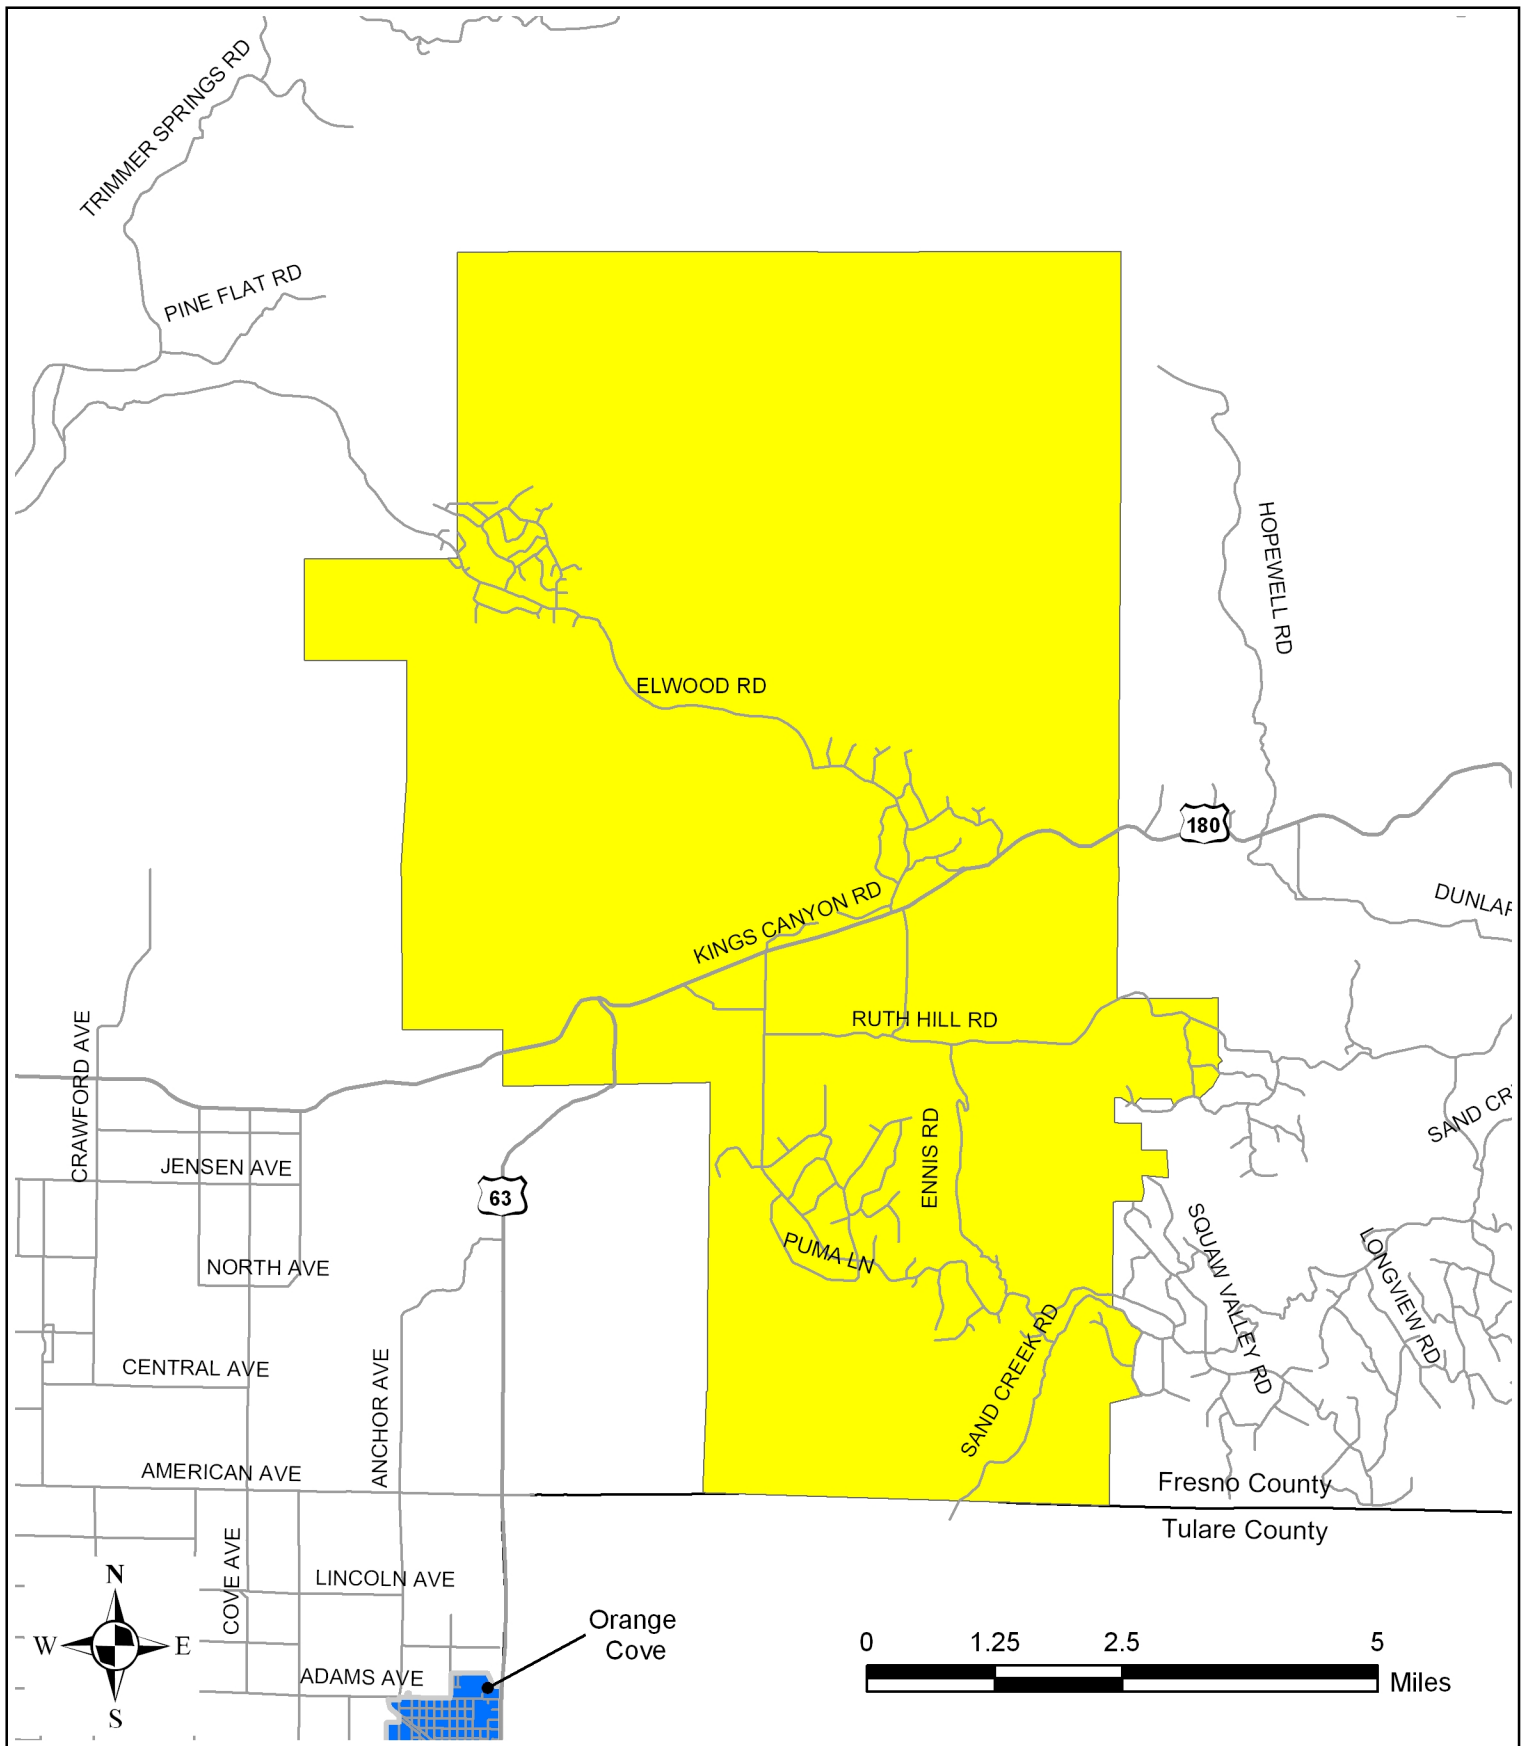 TRIMMER SPRINGS RD
PINE FLAT RD
HOPEWELL RD
ELWOOD RD
180
KINGS CANYON RD
DUNLAP
RUTH HILL RD
CRAWFORD AVE
SAND CR
JENSEN AVE
ENNIS RD
63
SQUAW VALLEY RD
PUMA LN
LONGVIEW RD
NORTH AVE
SAND CREEK RD
CENTRAL AVE
ANCHOR AVE
AMERICAN AVE
Fresno County
Tulare County
COVE AVE
LINCOLN AVE
N
W E
S
Orange
Cove
ADAMS AVE
0 1.25 2.5 5
Miles